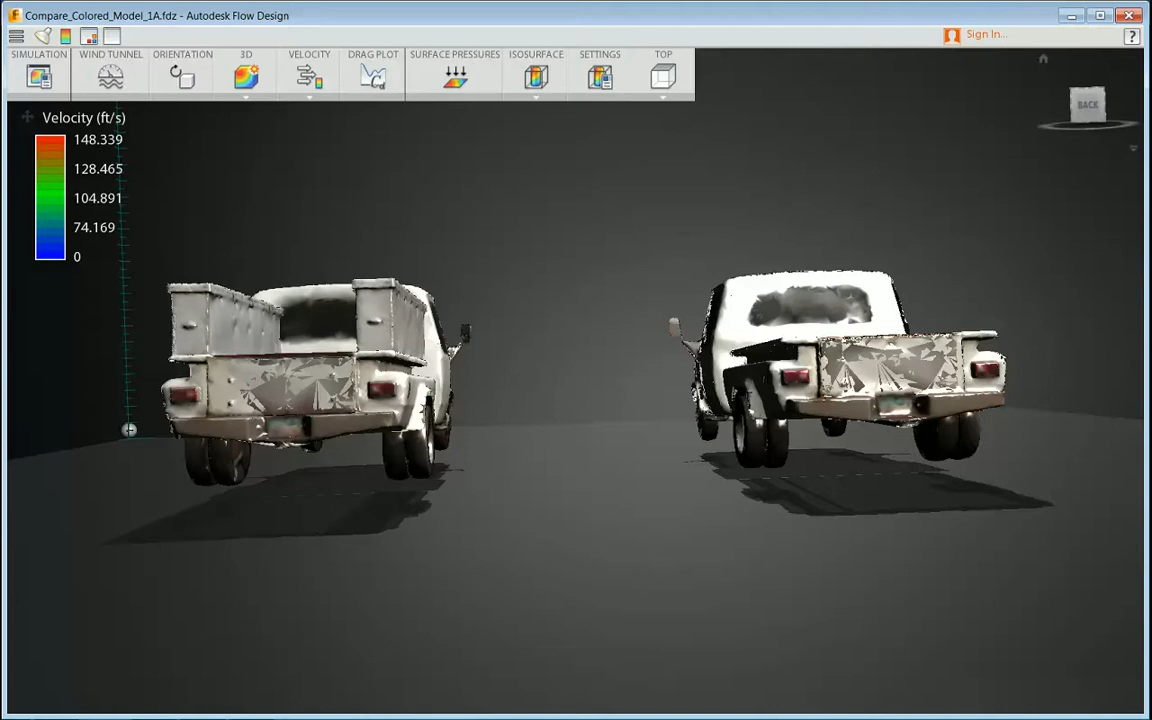 Compare_Colored_Model_1A.fdz - Autodesk Flow Design
Sign In...
?
SIMULATION WIND TUNNEL ORIENTATION 3D VELOCITY DRAG PLOT SURFACE PRESSURES ISOSURFACE SETTINGS TOP
BACK
Velocity (ft/s)
148.339
128.465
104.891
74.169
0